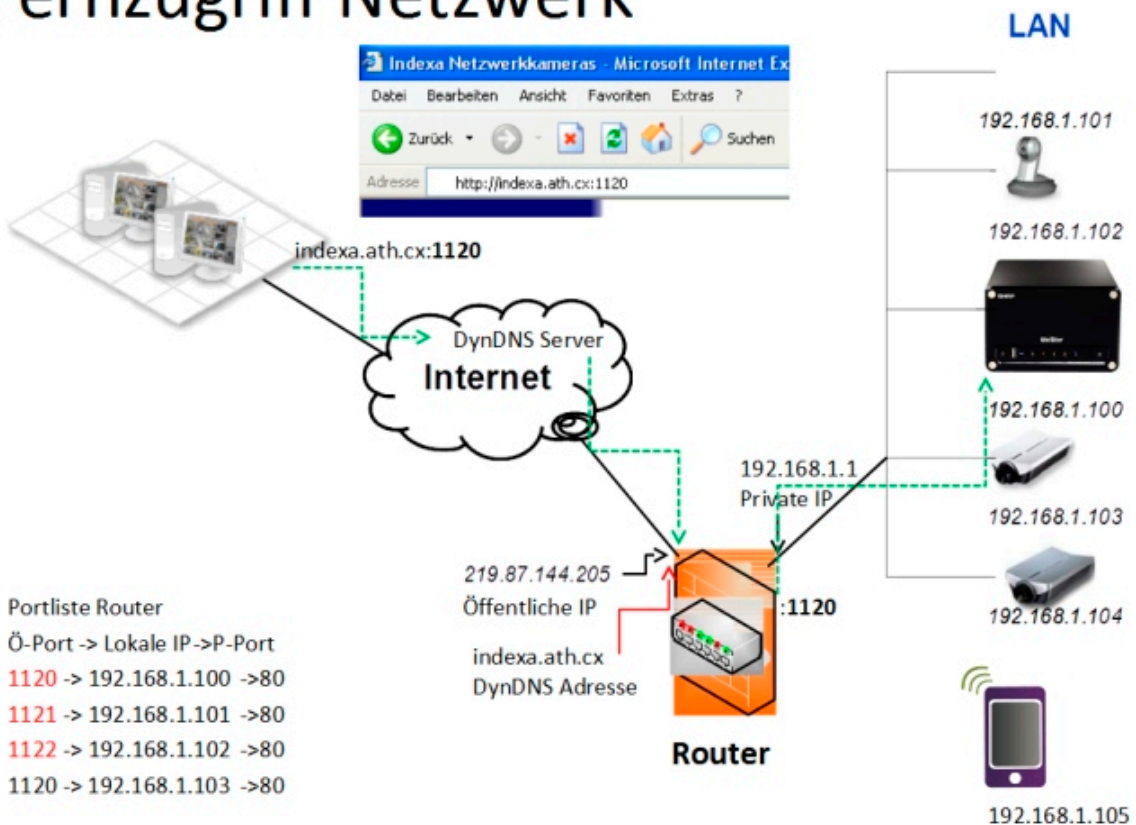 ernzugriff Netzwerk
LAN
Indexa Netzwerkkameras - Microsoft Internet Ex
Datei Bearbeiten Ansicht Favoriten Extras ?
Zurück Suchen
Adresse http://indexa.ath.cx:1120
192.168.1.101
192.168.1.102
indexa.ath.cx:1120
DynDNS Server
Internet
192.168.1.100
192.168.1.1
Private IP
192.168.1.103
219.87.144.205
Öffentliche IP
:1120
192.168.1.104
indexa.ath.cx
DynDNS Adresse
Router
Portliste Router
Ö-Port -> Lokale IP->P-Port
1120 -> 192.168.1.100 ->80
1121 -> 192.168.1.101 ->80
1122 -> 192.168.1.102 ->80
1120 -> 192.168.1.103 ->80
192.168.1.105